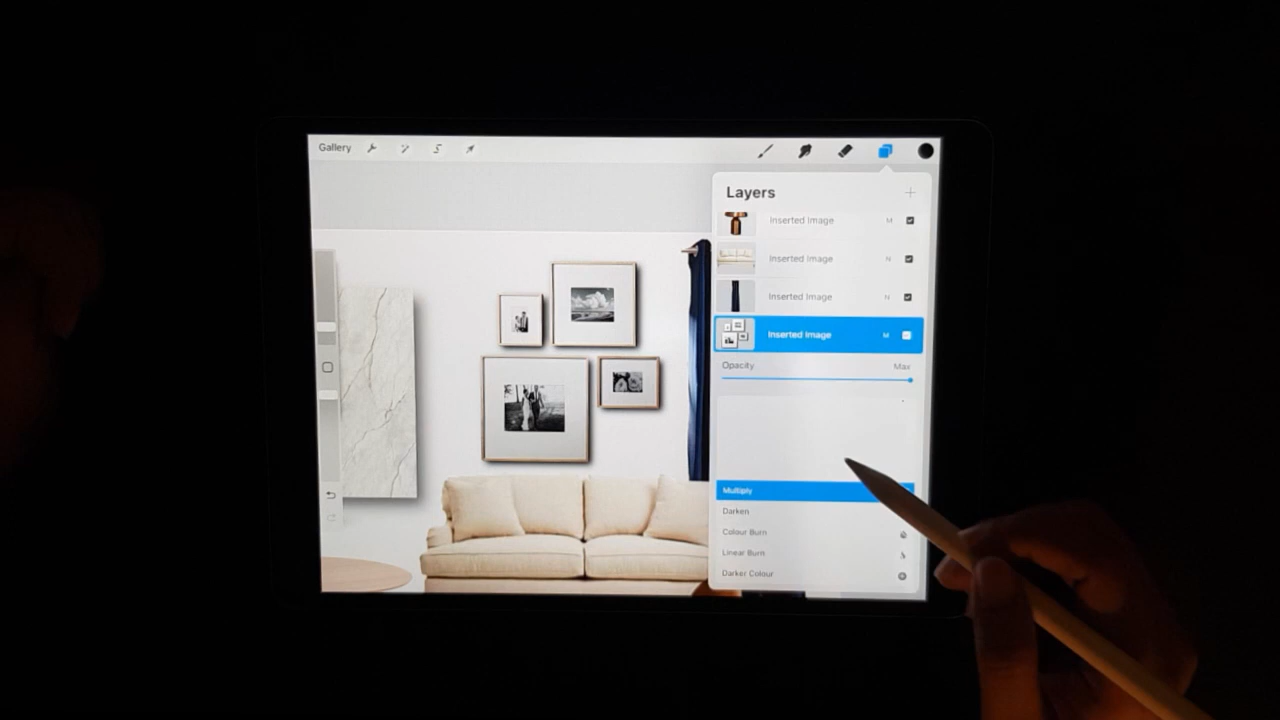 Gallery
Layers
Inserted Image M
Inserted Image N
Inserted Image N
Inserted Image M
Opacity Max
Multiply
Darken
Colour Burn
Linear Burn
Darker Colour